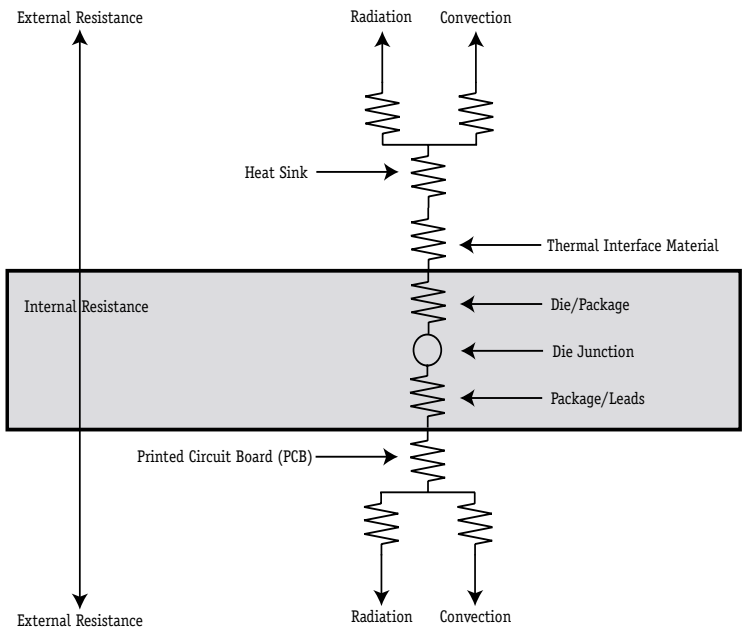 External Resistance
Radiation
Convection
Heat Sink
Thermal Interface Material
Internal Resistance
Die/Package
Die Junction
Package/Leads
Printed Circuit Board (PCB)
Radiation
Convection
External Resistance